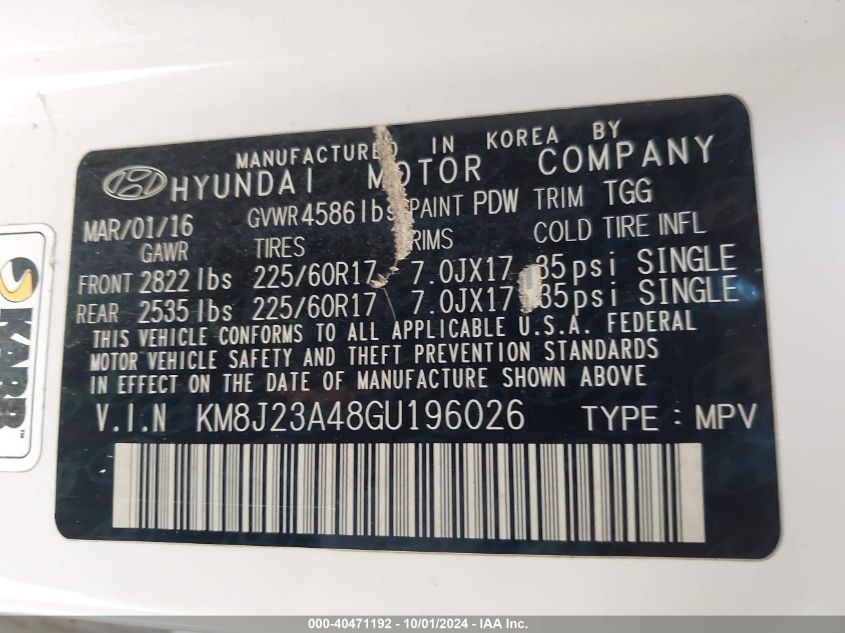 MANUFACTURED IN KOREA BY
HYUNDAI MOTOR COMPANY
MAR/01/16 GVWR 4586 lbs PAINT PDW TRIM TGG
GAWR TIRES RIMS COLD TIRE INFL
FRONT 2822 lbs 225/60R17 7.0JX17 35psi SINGLE
REAR 2535 lbs 225/60R17 7.0JX17 35psi SINGLE
THIS VEHICLE CONFORMS TO ALL APPLICABLE U.S.A. FEDERAL
MOTOR VEHICLE SAFETY AND THEFT PREVENTION STANDARDS
IN EFFECT ON THE DATE OF MANUFACTURE.
V.I.N KM8J23A48GU196026 TYPE: MPV
KARR™
000-40471192 - 10/01/2024 - IAA Inc.